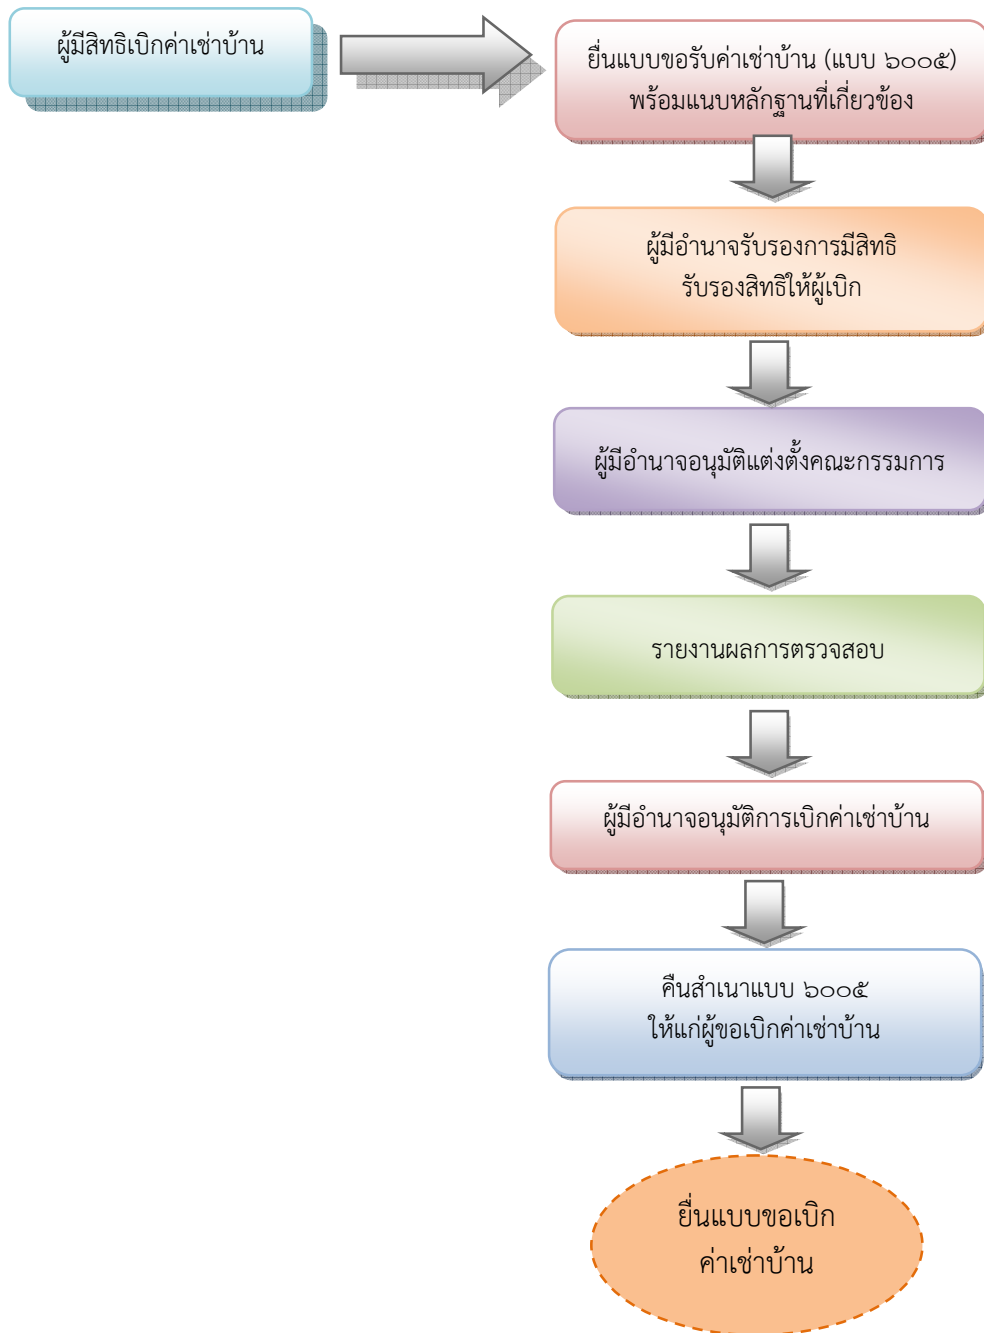 ผู้มีสิทธิเบิกค่าเช่าบ้าน
ยื่นแบบขอรับค่าเช่าบ้าน (แบบ ๖๐๐๕)
พร้อมแนบหลักฐานที่เกี่ยวข้อง
ผู้มีอำนาจรับรองการมีสิทธิ
รับรองสิทธิให้ผู้เบิก
ผู้มีอำนาจอนุมัติแต่งตั้งคณะกรรมการ
รายงานผลการตรวจสอบ
ผู้มีอำนาจอนุมัติการเบิกค่าเช่าบ้าน
คืนสำเนาแบบ ๖๐๐๕
ให้แก่ผู้ขอเบิกค่าเช่าบ้าน
ยื่นแบบขอเบิก
ค่าเช่าบ้าน